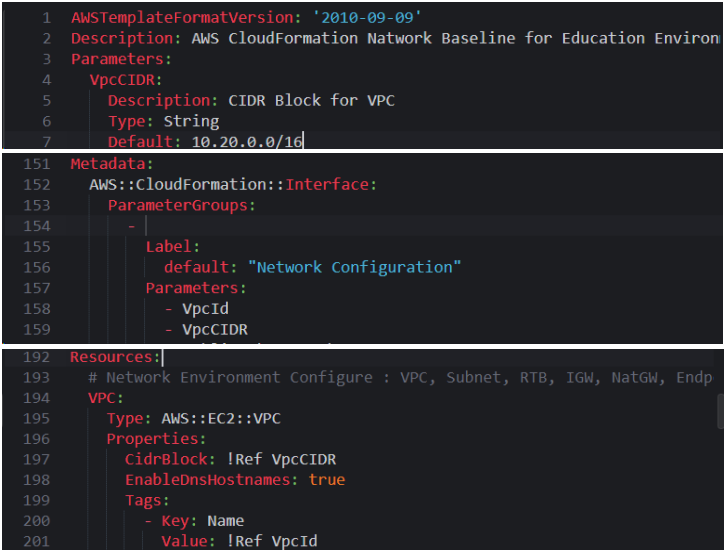 1 AWSTemplateFormatVersion: '2010-09-09'
2 Description: AWS CloudFormation Network Baseline for Education Environ
3 Parameters:
4 VpcCIDR:
5 Description: CIDR Block for VPC
6 Type: String
7 Default: 10.20.0.0/16
151 Metadata:
152 AWS::CloudFormation::Interface:
153 ParameterGroups:
154 -
155 Label:
156 default: "Network Configuration"
157 Parameters:
158 - VpcId
159 - VpcCIDR
192 Resources:
193 # Network Environment Configure : VPC, Subnet, RTB, IGW, NatGW, Endp
194 VPC:
195 Type: AWS::EC2::VPC
196 Properties:
197 CidrBlock: !Ref VpcCIDR
198 EnableDnsHostnames: true
199 Tags:
200 - Key: Name
201 Value: !Ref VpcId